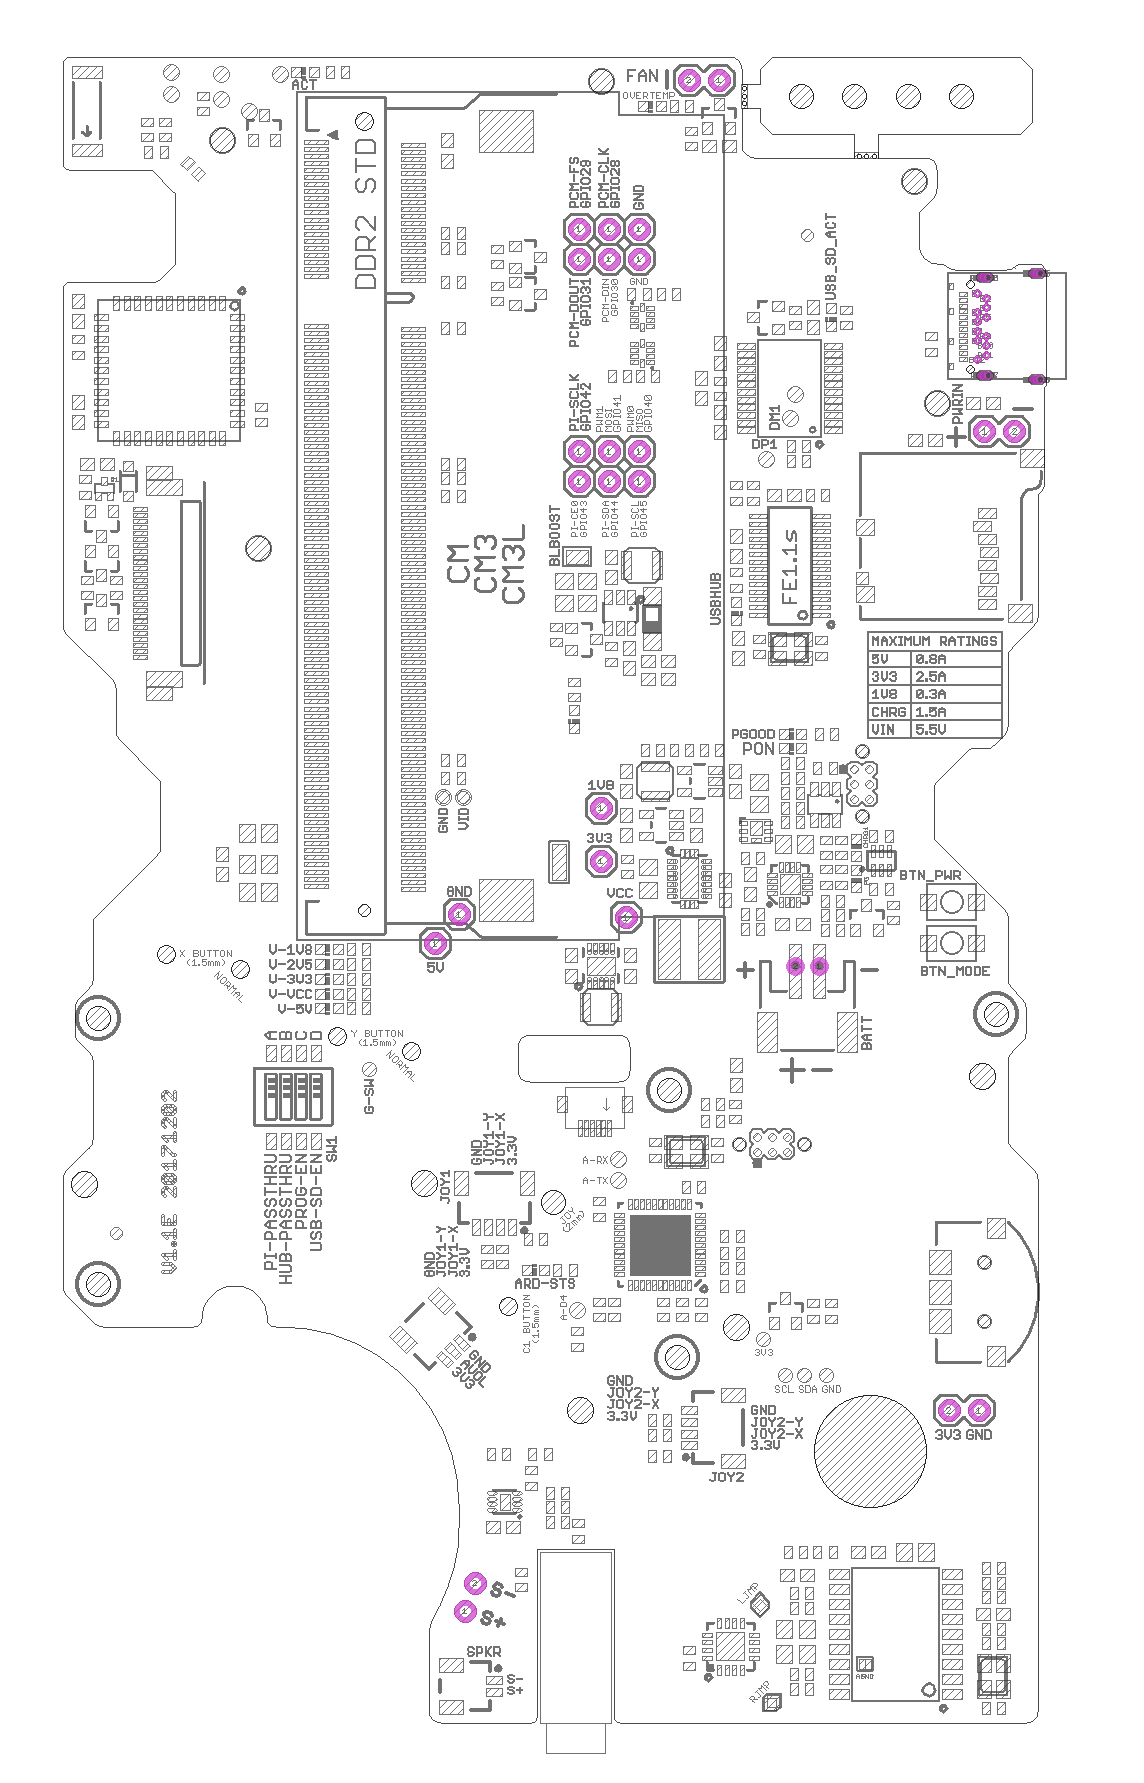 ACT
FAN
OVERTEMP
DDR2 STD
PCM-FS
GPIO29
PCM-CLK
GPIO28
GND
PCM-DOUT
GPIO31
PCM-DIN
GPIO30
GND
USB_SD_ACT
PWRIN
+ −
PI-SCLK
GPIO42
PWM1
MOSI
GPIO41
PWM0
MISO
GPIO40
PI-CE0
GPIO43
PI-SDA
GPIO44
PI-SCL
GPIO45
DM1
DP1
BLBOOST
CM
CM3
CM3L
FE1.1s
USBHUB
MAXIMUM RATINGS
5V 0.8A
3V3 2.5A
1V8 0.3A
CHRG 1.5A
VIN 5.5V
PGOOD
PON
1V8
GND
VID
3V3
VCC
GND
5V
BTN_PWR
BTN_MODE
+ −
BATT
+ −
X BUTTON
(1.5mm)
NORMAL
V-1V8
V-2V5
V-3V3
V-VCC
V-5V
Y BUTTON
(1.5mm)
NORMAL
A
B
C
D
SW1
G-SW
PI-PASSTHRU
HUB-PASSTHRU
PROG-EN
USB-SD-EN
V1.1E 20171202
GND
JOY1-Y
JOY1-X
3.3V
JOY1
JOY
(2mm)
A-RX
A-TX
GND
JOY1-Y
JOY1-X
3.3V
ARD-STS
C1 BUTTON
(1.5mm)
A-D4
GND
AVOL
3V3
3V3
SCL SDA GND
GND
JOY2-Y
JOY2-X
3.3V
GND
JOY2-Y
JOY2-X
3.3V
JOY2
3V3 GND
S-
S+
SPKR
S-
S+
LJMP
RJMP
AGND